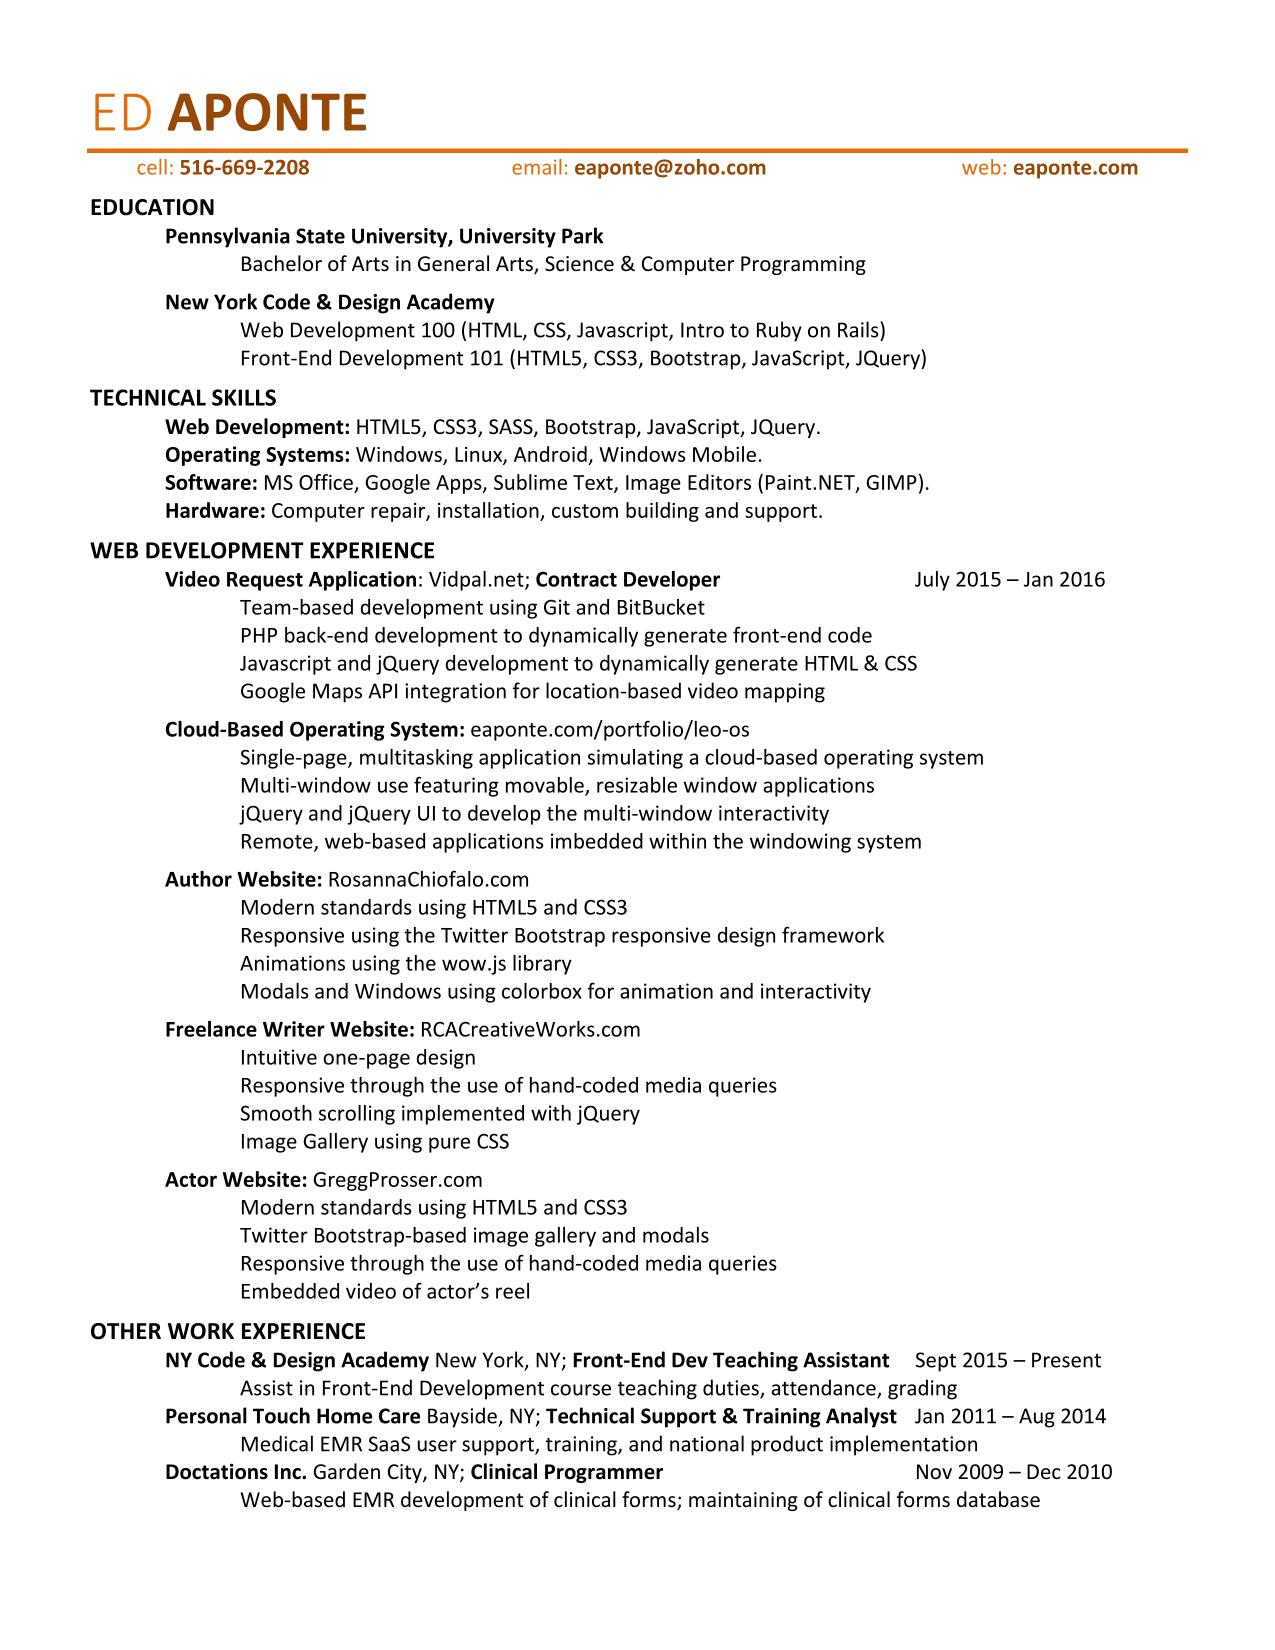 ED APONTE
cell: 516-669-2208 email: eaponte@zoho.com web: eaponte.com
EDUCATION
Pennsylvania State University, University Park
Bachelor of Arts in General Arts, Science & Computer Programming
New York Code & Design Academy
Web Development 100 (HTML, CSS, Javascript, Intro to Ruby on Rails)
Front-End Development 101 (HTML5, CSS3, Bootstrap, JavaScript, JQuery)
TECHNICAL SKILLS
Web Development: HTML5, CSS3, SASS, Bootstrap, JavaScript, JQuery.
Operating Systems: Windows, Linux, Android, Windows Mobile.
Software: MS Office, Google Apps, Sublime Text, Image Editors (Paint.NET, GIMP).
Hardware: Computer repair, installation, custom building and support.
WEB DEVELOPMENT EXPERIENCE
Video Request Application: Vidpal.net; Contract Developer July 2015 – Jan 2016
Team-based development using Git and BitBucket
PHP back-end development to dynamically generate front-end code
Javascript and jQuery development to dynamically generate HTML & CSS
Google Maps API integration for location-based video mapping
Cloud-Based Operating System: eaponte.com/portfolio/leo-os
Single-page, multitasking application simulating a cloud-based operating system
Multi-window use featuring movable, resizable window applications
jQuery and jQuery UI to develop the multi-window interactivity
Remote, web-based applications imbedded within the windowing system
Author Website: RosannaChiofalo.com
Modern standards using HTML5 and CSS3
Responsive using the Twitter Bootstrap responsive design framework
Animations using the wow.js library
Modals and Windows using colorbox for animation and interactivity
Freelance Writer Website: RCACreativeWorks.com
Intuitive one-page design
Responsive through the use of hand-coded media queries
Smooth scrolling implemented with jQuery
Image Gallery using pure CSS
Actor Website: GreggProsser.com
Modern standards using HTML5 and CSS3
Twitter Bootstrap-based image gallery and modals
Responsive through the use of hand-coded media queries
Embedded video of actor’s reel
OTHER WORK EXPERIENCE
NY Code & Design Academy New York, NY; Front-End Dev Teaching Assistant Sept 2015 – Present
Assist in Front-End Development course teaching duties, attendance, grading
Personal Touch Home Care Bayside, NY; Technical Support & Training Analyst Jan 2011 – Aug 2014
Medical EMR SaaS user support, training, and national product implementation
Doctations Inc. Garden City, NY; Clinical Programmer Nov 2009 – Dec 2010
Web-based EMR development of clinical forms; maintaining of clinical forms database